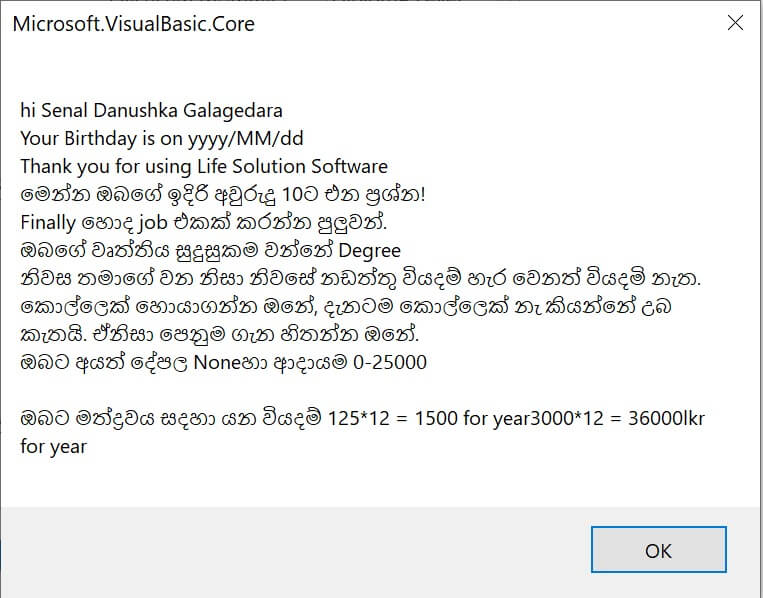 Microsoft.VisualBasic.Core
hi Senal Danushka Galagedara
Your Birthday is on yyyy/MM/dd
Thank you for using Life Solution Software
මෙන්න ඔබගේ ඉදිරි අවුරුදු 10ට එන ප්‍රශ්න!
Finally හොද job එකක් කරන්න පුලුවන්.
ඔබගේ වෘත්තිය සුදුසුකම වන්නේ Degree
නිවස තමාගේ වන නිසා නිවසේ නඩත්තු වියදම් හැර වෙනත් වියදම් නැත.
කොල්ලෙක් හොයාගන්න ඔනේ, දැනටම කොල්ලෙක් නැ කියන්නේ උබ
කැතයි. ඒනිසා පෙනුම ගැන හිතන්න ඔනේ.
ඔබට අයත් දේපල Noneහා ආදායම 0-25000
ඔබට මත්ද්‍රවය සදහා යන වියදම් 125*12 = 1500 for year3000*12 = 36000lkr
for year
OK